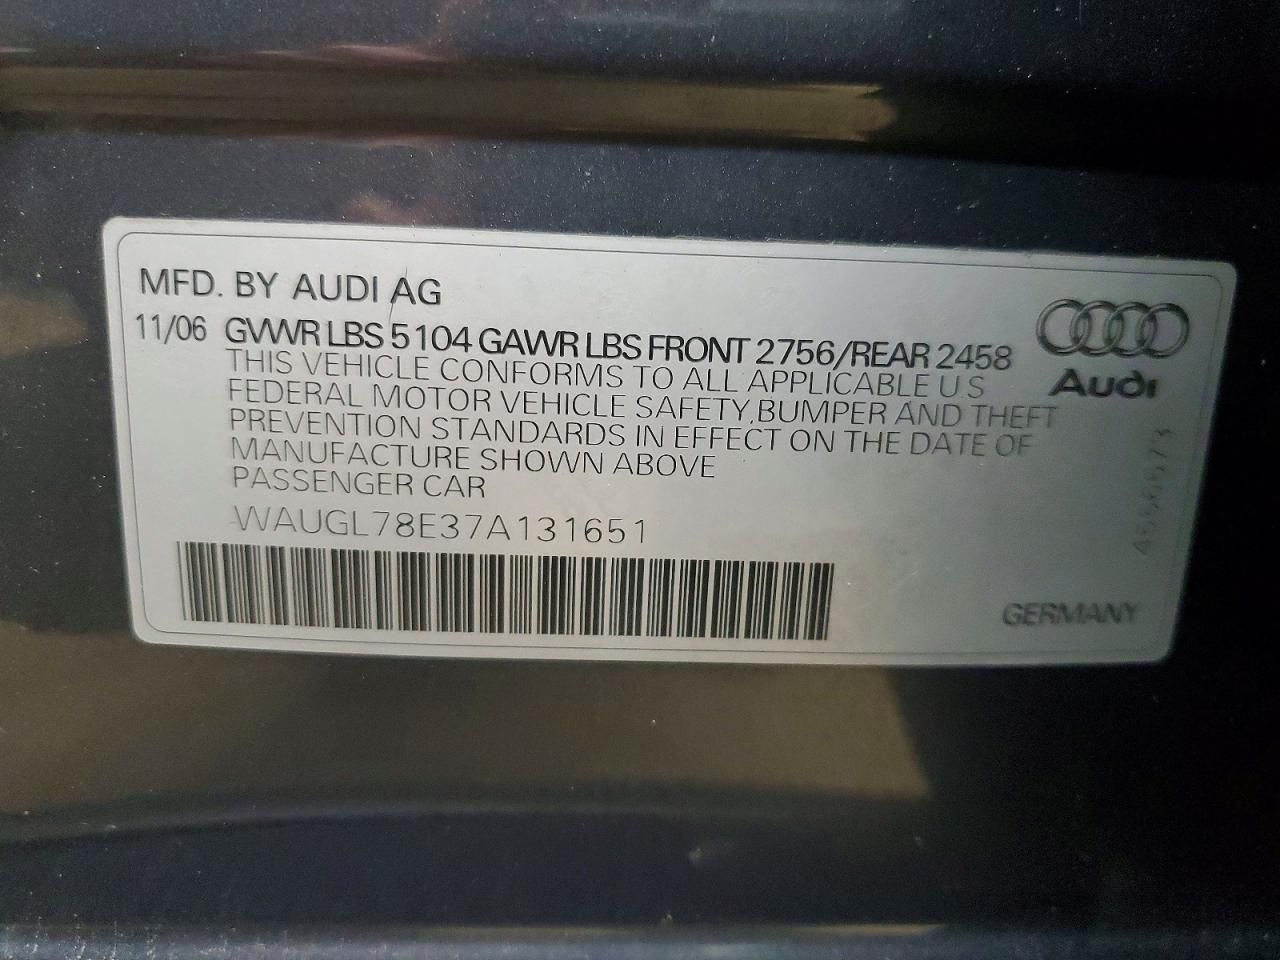 MFD. BY AUDI AG
11/06 GVWR LBS 5104 GAWR LBS FRONT 2756/REAR 2458
THIS VEHICLE CONFORMS TO ALL APPLICABLE U S
FEDERAL MOTOR VEHICLE SAFETY,BUMPER AND THEFT
PREVENTION STANDARDS IN EFFECT ON THE DATE OF
MANUFACTURE SHOWN ABOVE
PASSENGER CAR
WAUGL78E37A131651
Audi
GERMANY